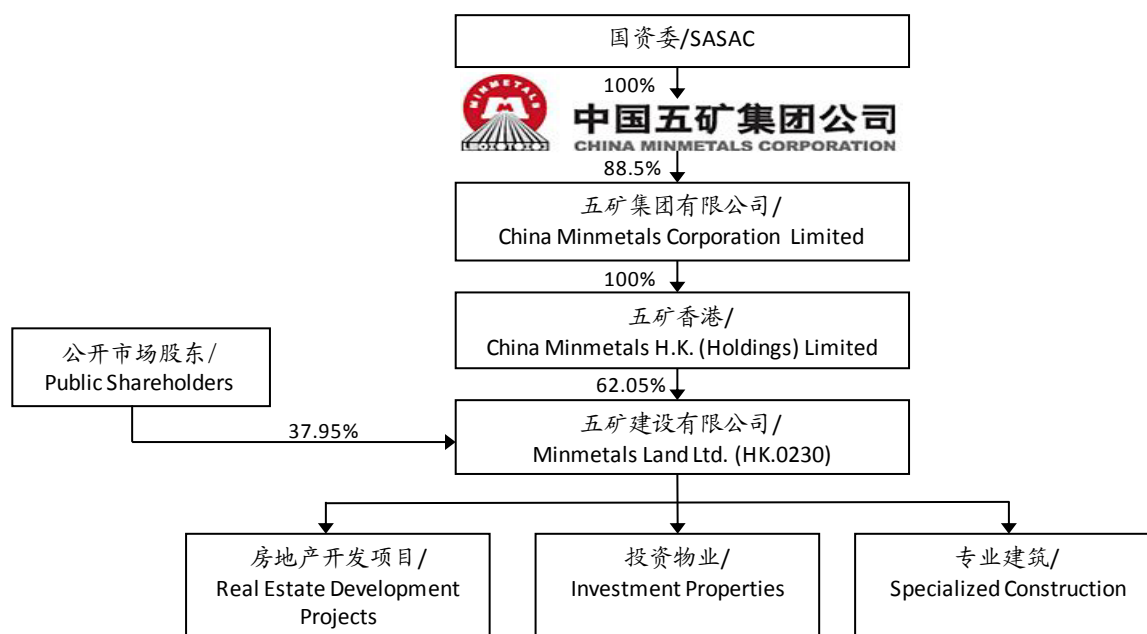 国资委/SASAC
100%
MINMETALS
中国五矿集团公司
CHINA MINMETALS CORPORATION
88.5%
五矿集团有限公司/
China Minmetals Corporation Limited
100%
五矿香港/
China Minmetals H.K. (Holdings) Limited
公开市场股东/
Public Shareholders
62.05%
37.95%
五矿建设有限公司/
Minmetals Land Ltd. (HK.0230)
房地产开发项目/
Real Estate Development
Projects
投资物业/
Investment Properties
专业建筑/
Specialized Construction